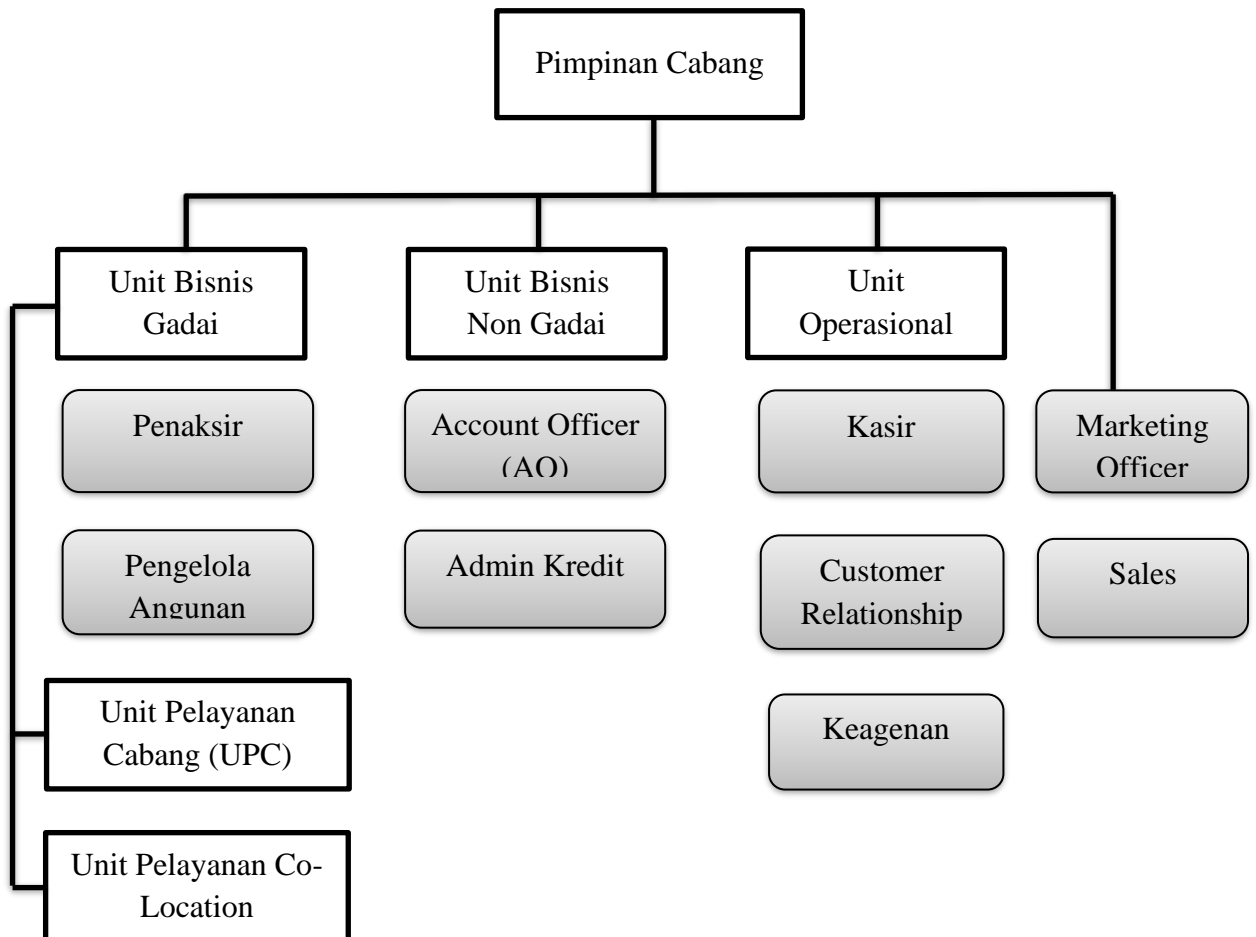 Pimpinan Cabang
Unit Bisnis
Gadai
Unit Bisnis
Non Gadai
Unit
Operasional
Penaksir
Account Officer
(AO)
Kasir
Marketing
Officer
Pengelola
Angunan
Admin Kredit
Customer
Relationship
Sales
Unit Pelayanan
Cabang (UPC)
Keagenan
Unit Pelayanan Co-
Location